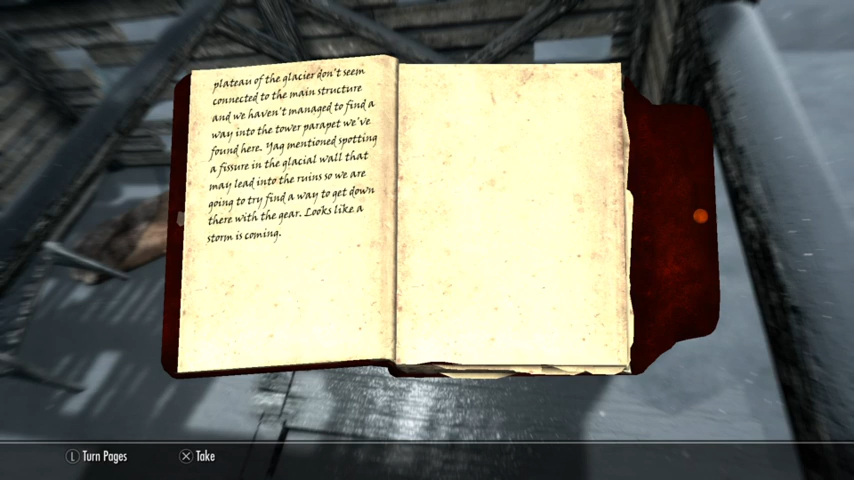 plateau of the glacier don't seem
connected to the main structure
and we haven't managed to find a
way into the tower parapet we've
found here. Yag mentioned spotting
a fissure in the glacial wall that
may lead into the ruins so we are
going to try find a way to get down
there with the gear. Looks like a
storm is coming.
L Turn Pages
X Take